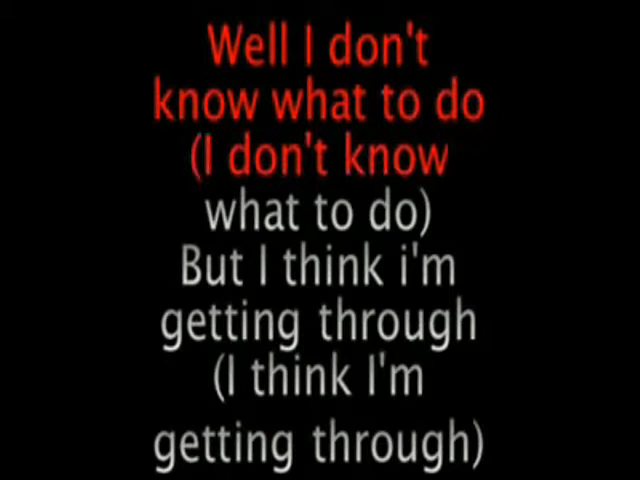 Well I don't
know what to do
(I don't know
what to do)
But I think i'm
getting through
(I think I'm
getting through)